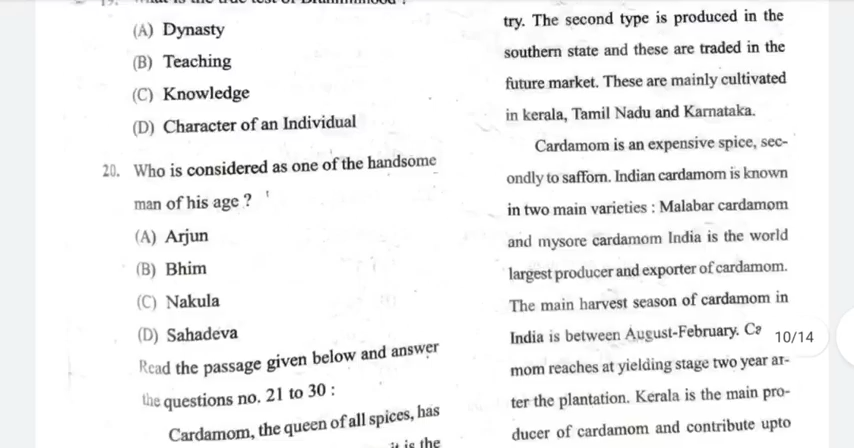 (A) Dynasty
(B) Teaching
(C) Knowledge
(D) Character of an Individual
20. Who is considered as one of the handsome
man of his age ?
(A) Arjun
(B) Bhim
(C) Nakula
(D) Sahadeva
Read the passage given below and answer
the questions no. 21 to 30 :
Cardamom, the queen of all spices, has
it is the
try. The second type is produced in the
southern state and these are traded in the
future market. These are mainly cultivated
in kerala, Tamil Nadu and Karnataka.
Cardamom is an expensive spice, sec-
ondly to safforn. Indian cardamom is known
in two main varieties : Malabar cardamom
and mysore cardamom India is the world
largest producer and exporter of cardamom.
The main harvest season of cardamom in
India is between August-February. Ca
mom reaches at yielding stage two year ar-
ter the plantation. Kerala is the main pro-
ducer of cardamom and contribute upto
10/14